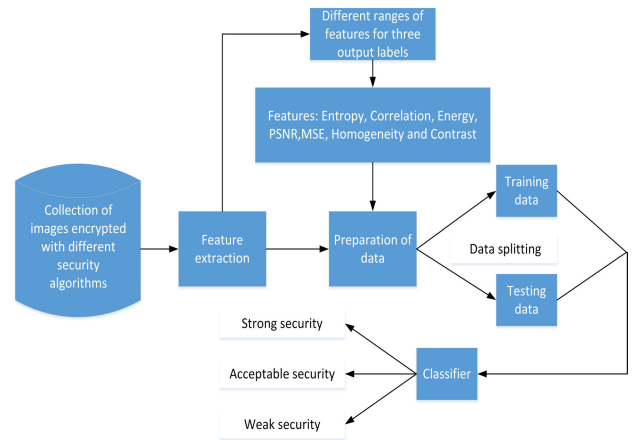 Different ranges of
features for three
output labels
Features: Entropy, Correlation, Energy,
PSNR,MSE, Homogeneity and Contrast
Collection of
images encrypted
with different
security
algorithms
Feature
extraction
Preparation of
data
Training
data
Data splitting
Testing
data
Strong security
Acceptable security
Weak security
Classifier